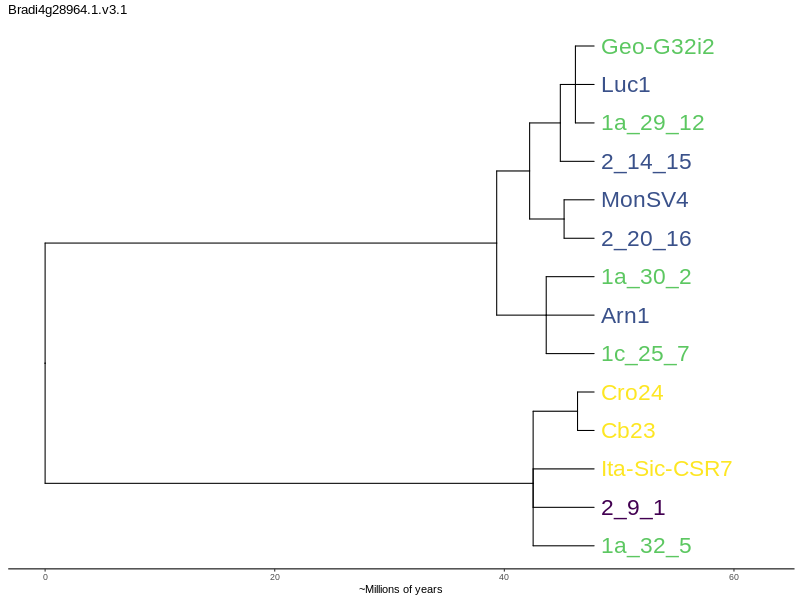 Bradi4g28964.1.v3.1
Geo-G32i2
Luc1
1a_29_12
2_14_15
MonSV4
2_20_16
1a_30_2
Arn1
1c_25_7
Cro24
Cb23
Ita-Sic-CSR7
2_9_1
1a_32_5
0 20 40 60
~Millions of years